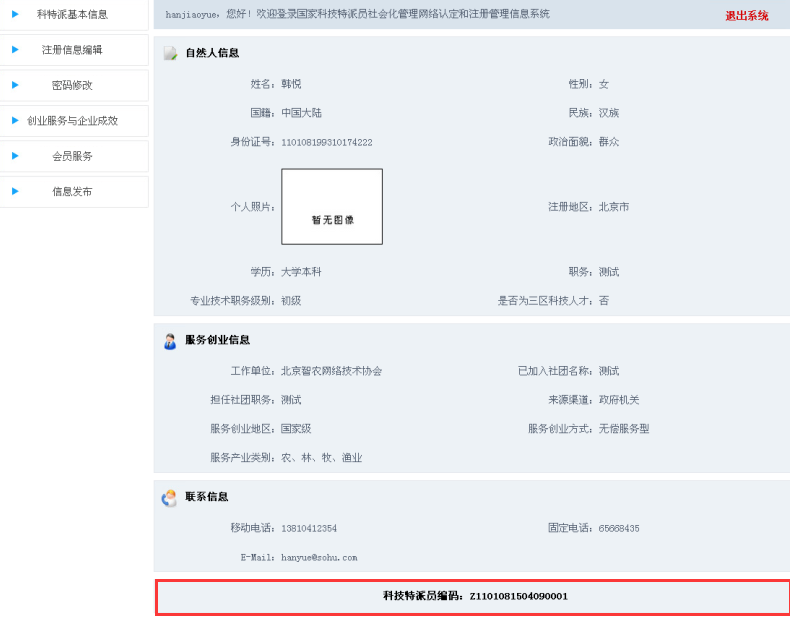 科特派基本信息
注册信息编辑
密码修改
创业服务与企业成效
会员服务
信息发布
hanjiaoyue，您好！欢迎登录国家科技特派员社会化管理网络认定和注册管理信息系统 退出系统
自然人信息
姓名：韩悦 性别：女
国籍：中国大陆 民族：汉族
身份证号：110108199310174222 政治面貌：群众
个人照片：暂无图像 注册地区：北京市
学历：大学本科 职务：测试
专业技术职务级别：初级 是否为三区科技人才：否
服务创业信息
工作单位：北京智农网络技术协会 已加入社团名称：测试
担任社团职务：测试 来源渠道：政府机关
服务创业地区：国家级 服务创业方式：无偿服务型
服务产业类别：农、林、牧、渔业
联系信息
移动电话：13810412354 固定电话：65668435
E-Mail：hanyue@sohu.com
科技特派员编码：Z1101081504090001